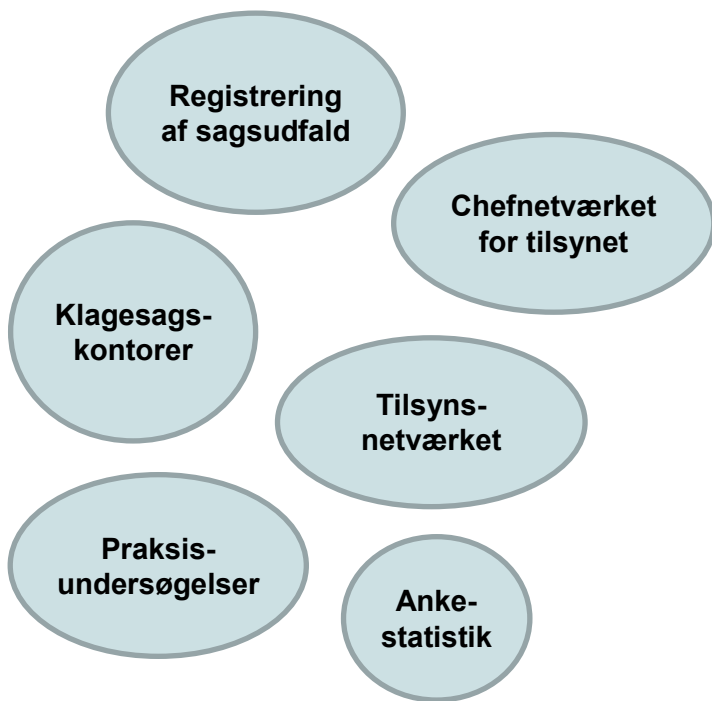 Registrering
af sagsudfald
Chefnetværket
for tilsynet
Klagesags-
kontorer
Tilsyns-
netværket
Praksis-
undersøgelser
Anke-
statistik